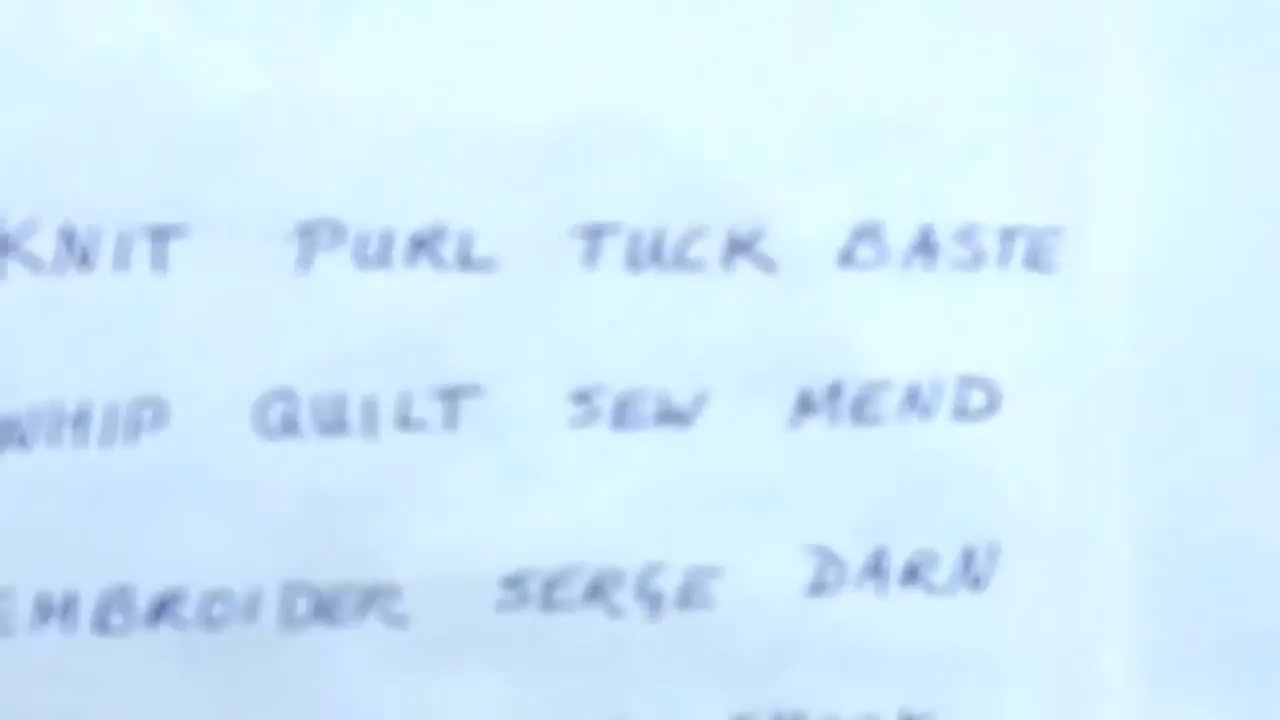 KNIT PURL TUCK BASTE
WHIP QUILT SEW MEND
EMBROIDER SERGE DARN